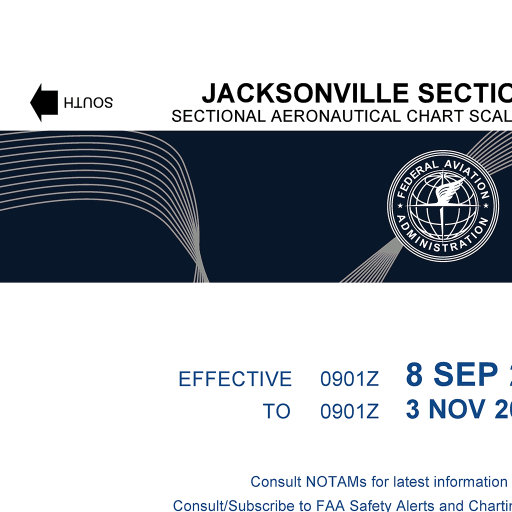 JACKSONVILLE SECTIO
SOUTH
SECTIONAL AERONAUTICAL CHART SCAL
FEDERAL AVIATION
ADMINISTRATION
EFFECTIVE 0901Z 8 SEP
TO 0901Z 3 NOV 20
Consult NOTAMs for latest information
Consult/Subscribe to FAA Safety Alerts and Chartin